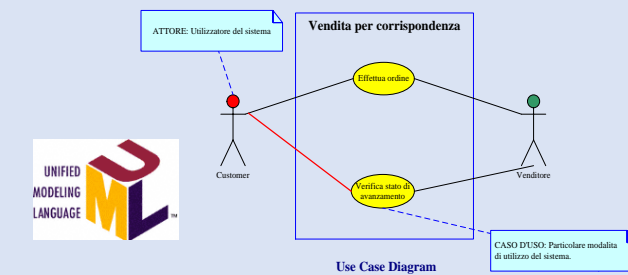 ATTORE: Utilizzatore del sistema
Vendita per corrispondenza
Effettua ordine
Customer
Venditore
UNIFIED
MODELING
LANGUAGE
UML
TM
Verifica stato di
avanzamento
CASO D'USO: Particolare modalita
di utilizzo del sistema.
Use Case Diagram